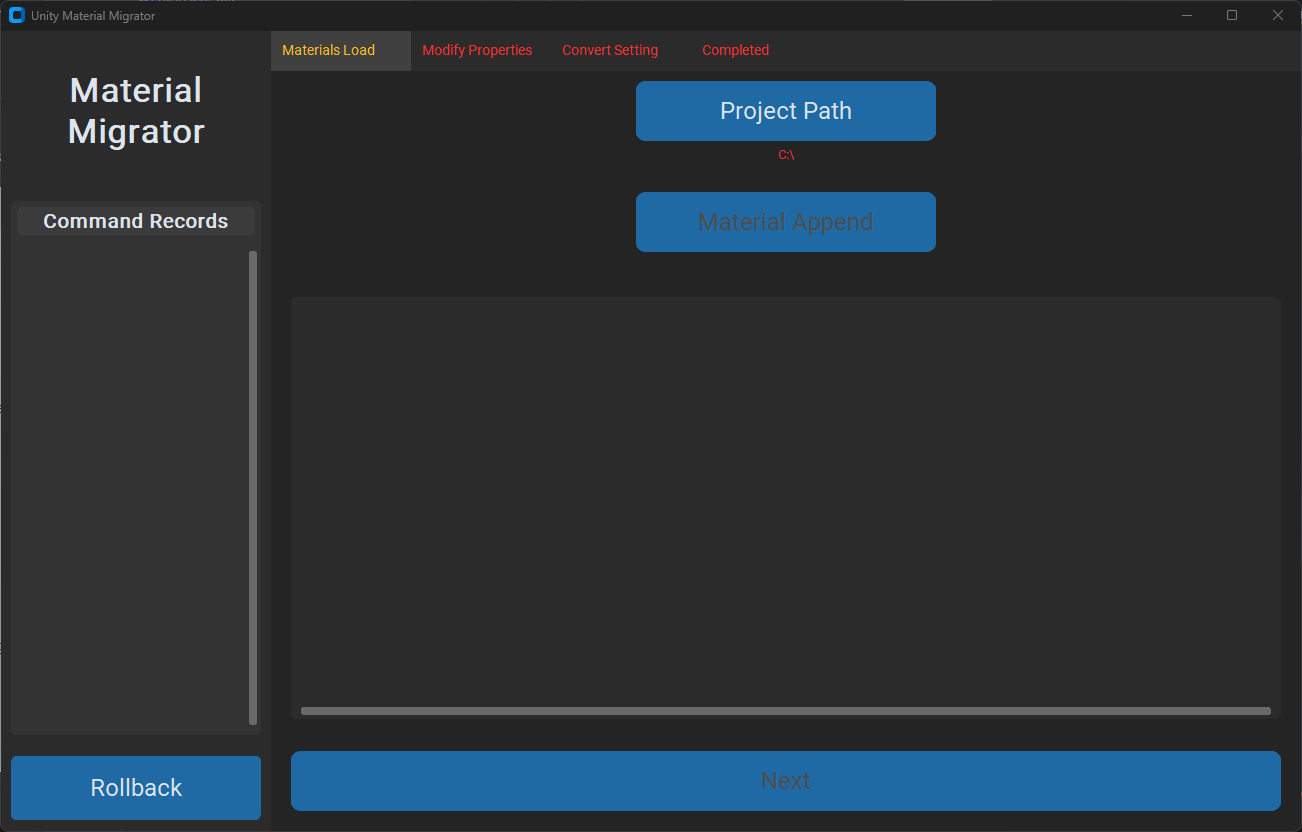 Unity Material Migrator
Material
Migrator
Command Records
Rollback
Materials Load
Modify Properties
Convert Setting
Completed
Project Path
C:\
Material Append
Next